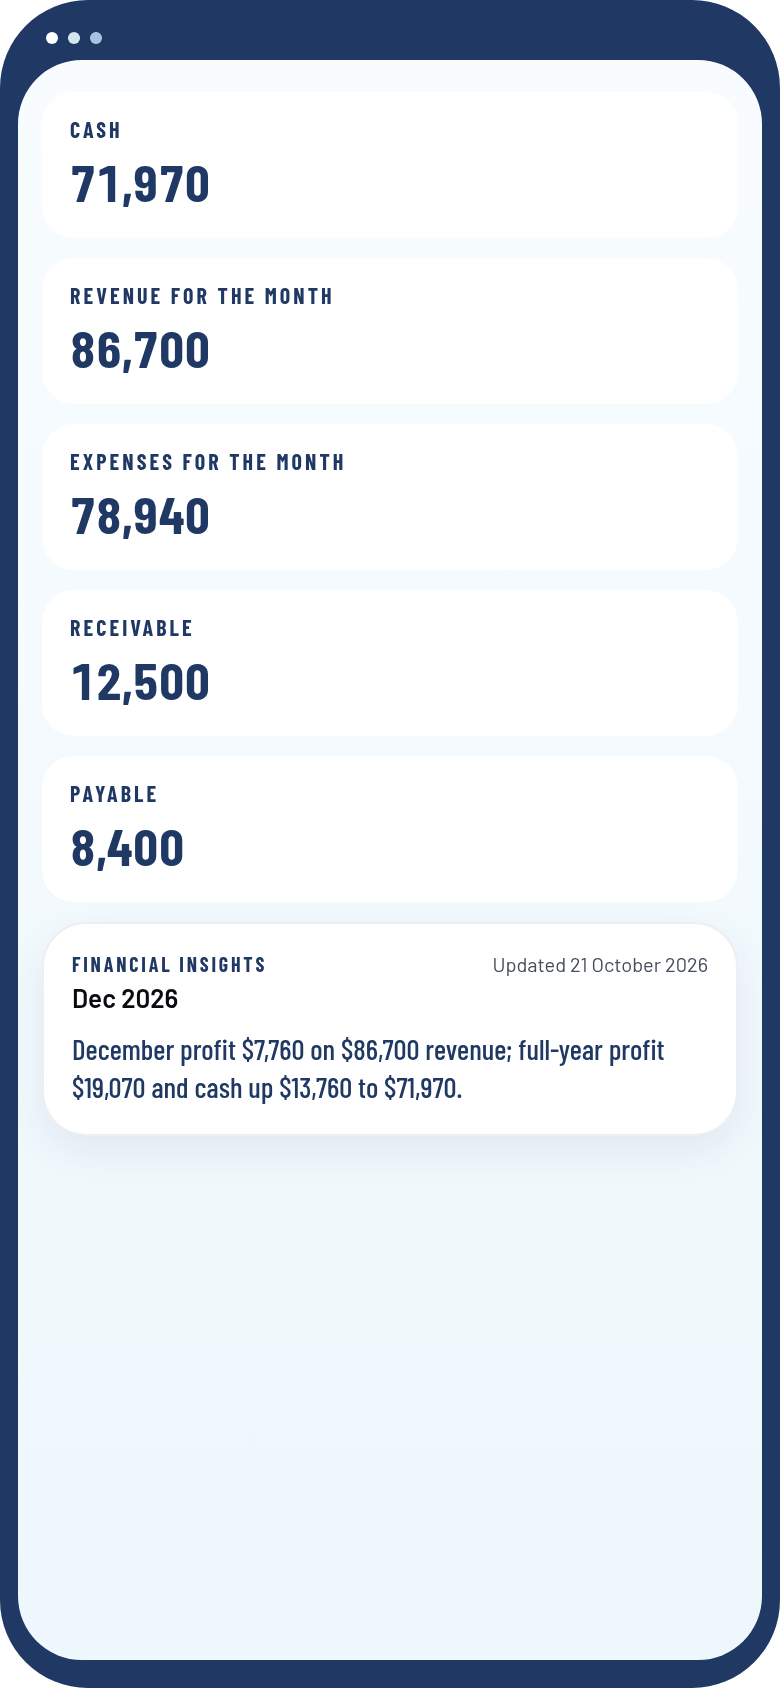 CASH
71,970
REVENUE FOR THE MONTH
86,700
EXPENSES FOR THE MONTH
78,940
RECEIVABLE
12,500
PAYABLE
8,400
FINANCIAL INSIGHTS
Updated 21 October 2026
Dec 2026
December profit $7,760 on $86,700 revenue; full-year profit
$19,070 and cash up $13,760 to $71,970.